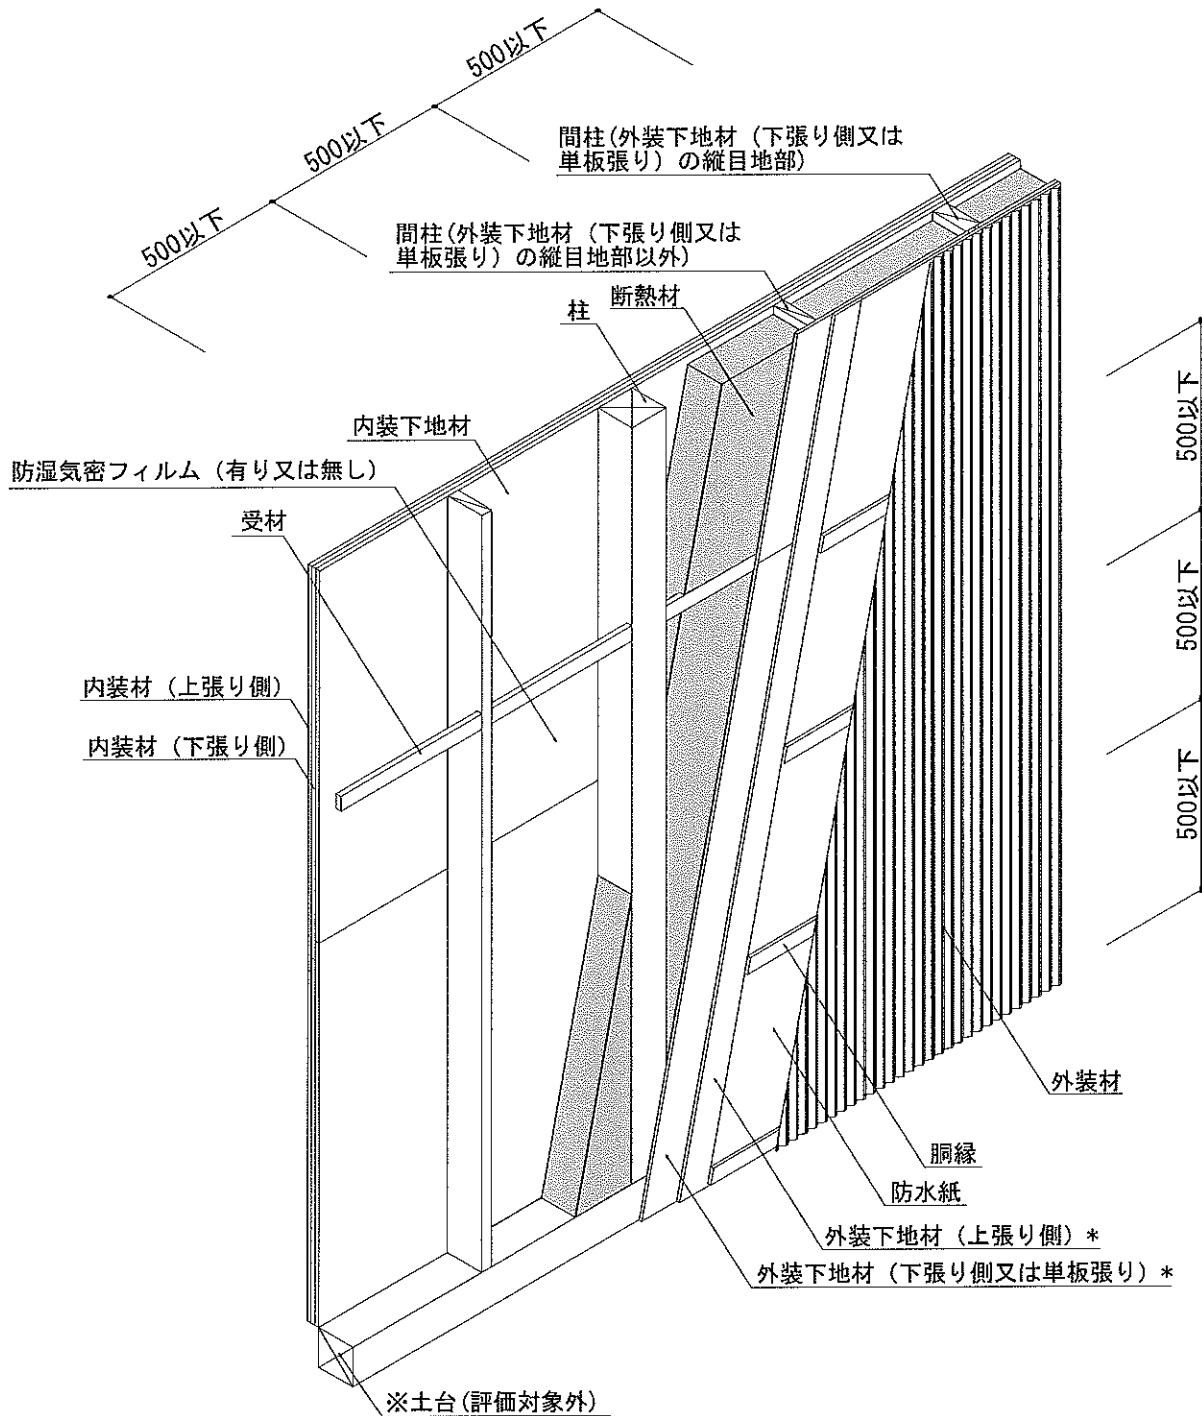 500以下
500以下
500以下
間柱(外装下地材（下張り側又は
単板張り）の縦目地部)
間柱(外装下地材（下張り側又は
単板張り）の縦目地部以外)
断熱材
柱
内装下地材
防湿気密フィルム（有り又は無し）
受材
500以下
500以下
500以下
内装材（上張り側）
内装材（下張り側）
外装材
胴縁
防水紙
外装下地材（上張り側）*
外装下地材（下張り側又は単板張り）*
※土台(評価対象外)